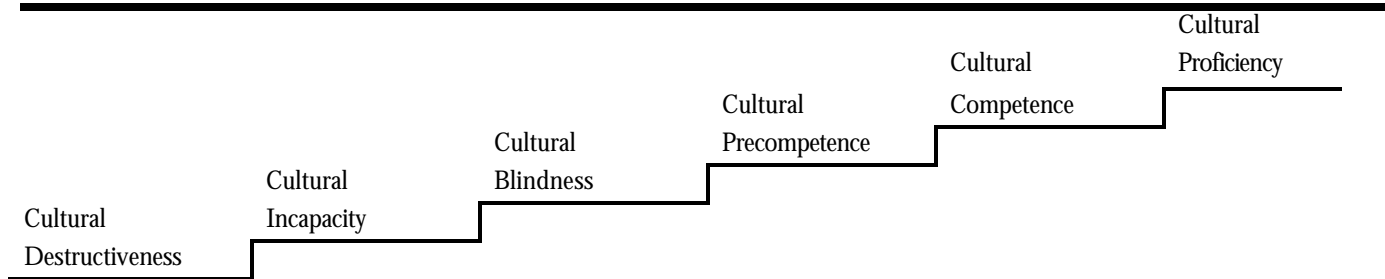 Cultural
Destructiveness
Cultural
Incapacity
Cultural
Blindness
Cultural
Precompetence
Cultural
Competence
Cultural
Proficiency